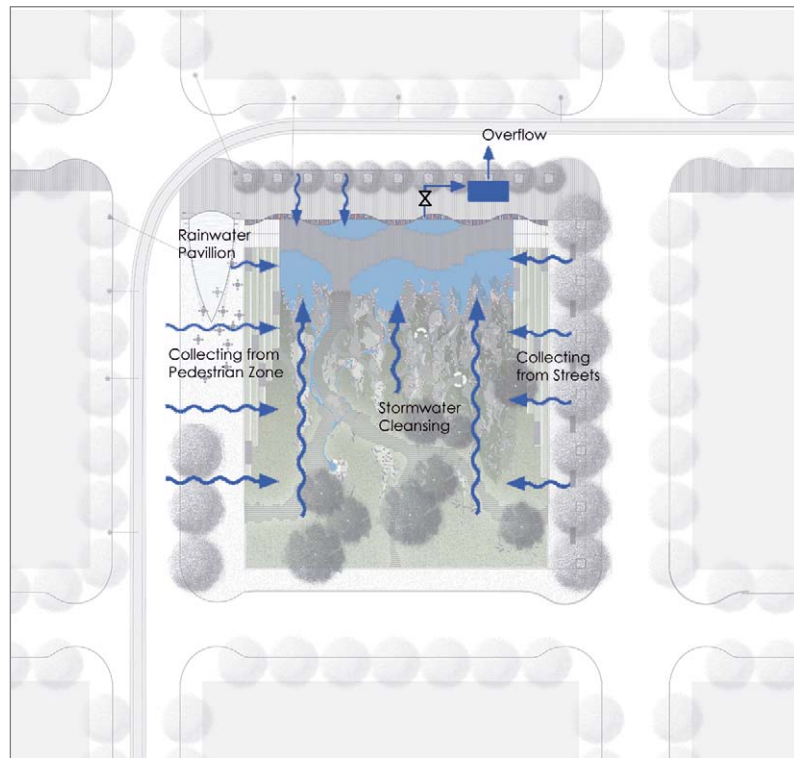 Overflow
Rainwater
Pavillion
Collecting from
Pedestrian Zone
Collecting
from Streets
Stormwater
Cleansing